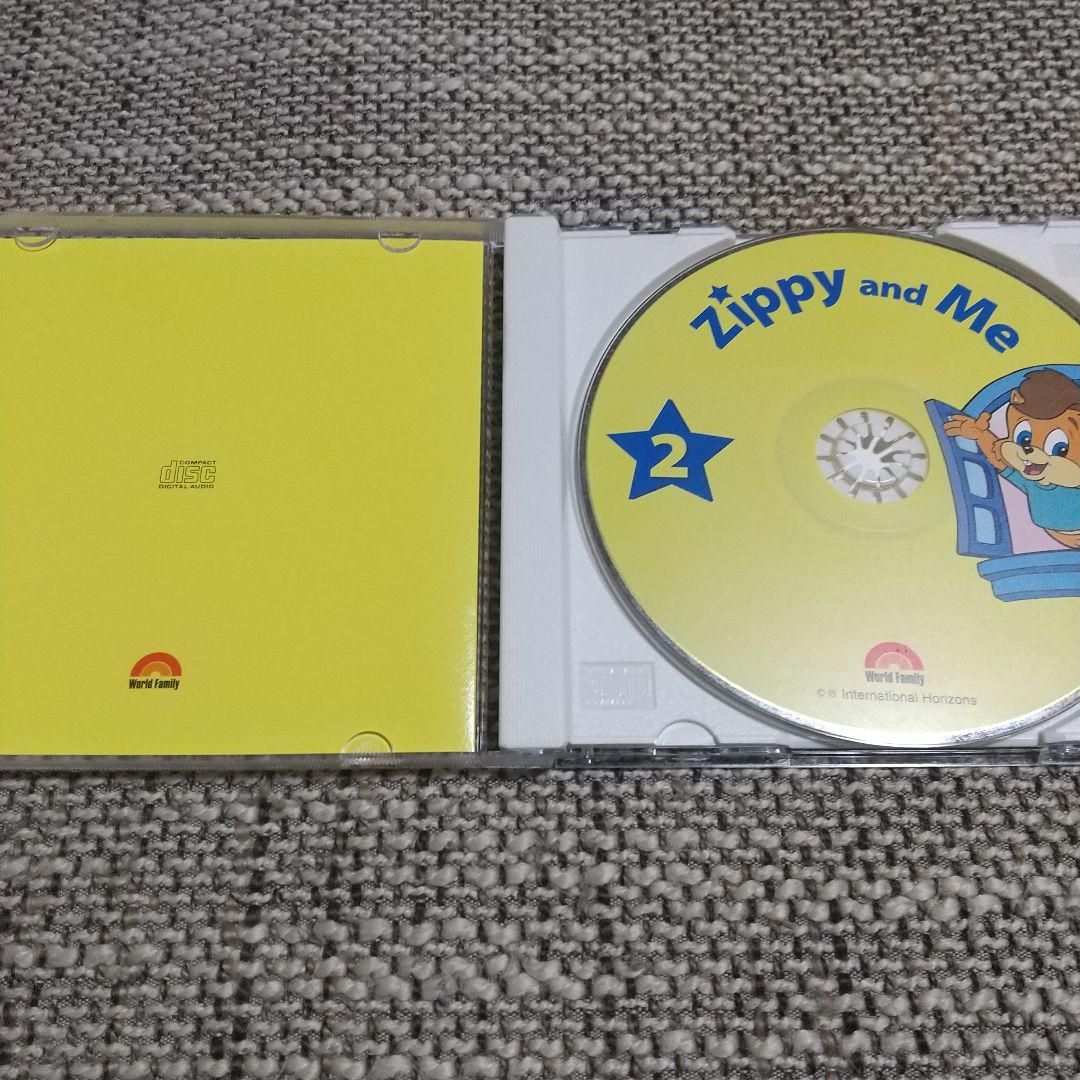 COMPACT
disc
DIGITAL AUDIO
World Family
Zippy and Me
2
World Family
©℗ International Horizons